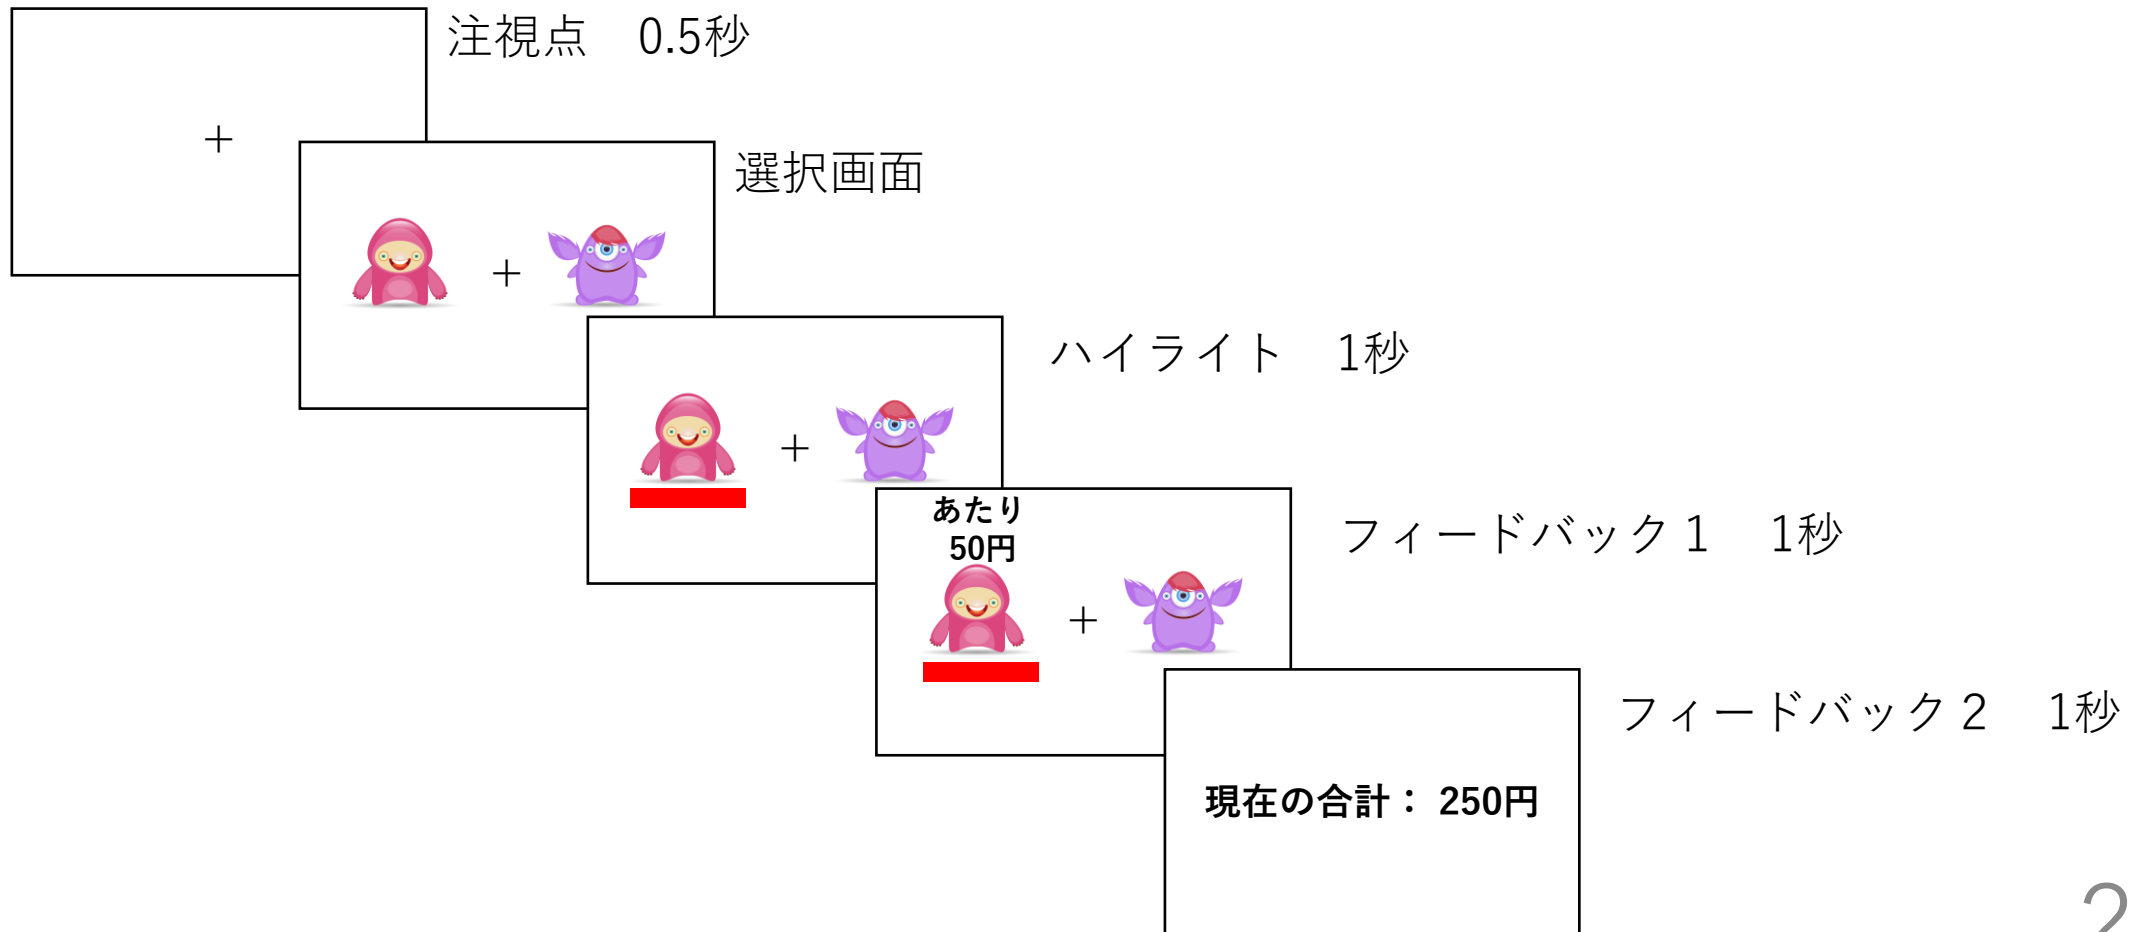 注視点　0.5秒
選択画面
ハイライト　1秒
あたり
50円
フィードバック１　1秒
フィードバック２　1秒
現在の合計： 250円
2